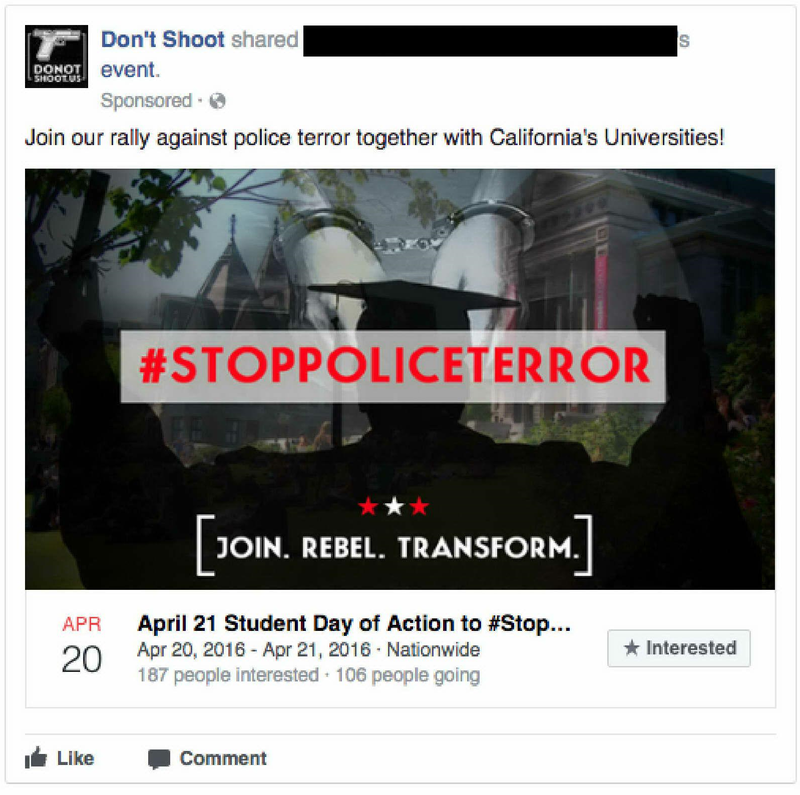 DONOT
SHOOT.US
Don't Shoot shared 's
event.
Sponsored ·
Join our rally against police terror together with California's Universities!
#STOPPOLICETERROR
JOIN. REBEL. TRANSFORM.
APR
20
April 21 Student Day of Action to #Stop...
Apr 20, 2016 - Apr 21, 2016 · Nationwide
187 people interested · 106 people going
Interested
Like
Comment